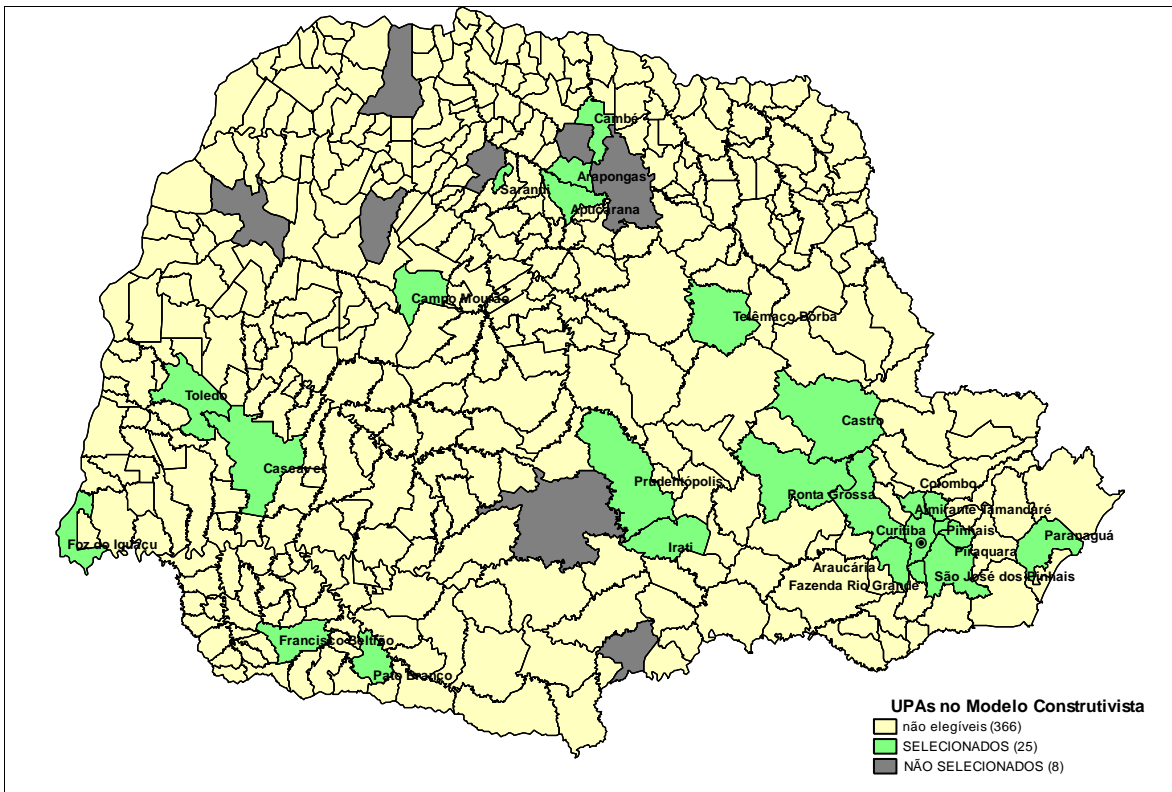 Cambé
Arapongas
Sarandi
Apucarana
Campo Mourão
Telêmaco Borba
Toledo
Castro
Cascavel
Prudentópolis
Ponta Grossa
Colombo
Almirante Tamandaré
Curitiba
Pinhais
Paranaguá
Foz do Iguaçu
Irati
Piraquara
Araucária
São José dos Pinhais
Fazenda Rio Grande
Francisco Beltrão
Pato Branco
UPAs no Modelo Construtivista
não elegíveis (366)
SELECIONADOS (25)
NÃO SELECIONADOS (8)